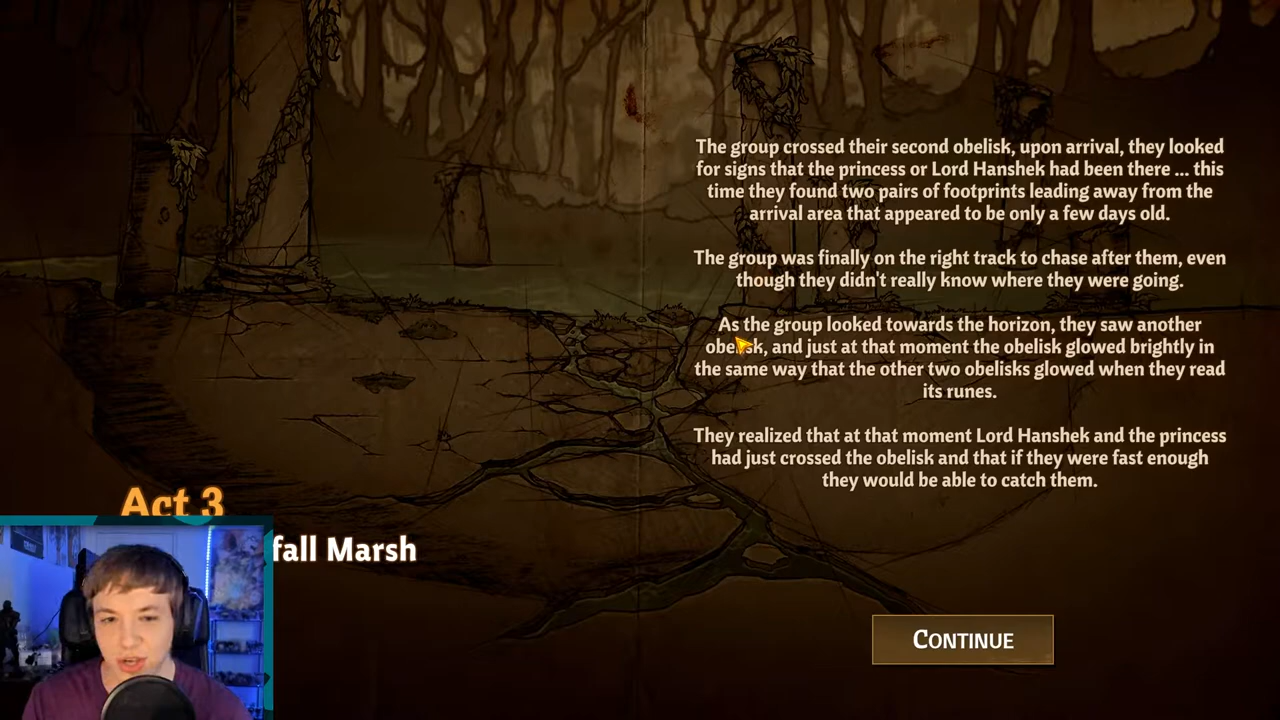 The group crossed their second obelisk, upon arrival, they looked
for signs that the princess or Lord Hanshek had been there ... this
time they found two pairs of footprints leading away from the
arrival area that appeared to be only a few days old.
The group was finally on the right track to chase after them, even
though they didn't really know where they were going.
As the group looked towards the horizon, they saw another
obelisk, and just at that moment the obelisk glowed brightly in
the same way that the other two obelisks glowed when they read
its runes.
They realized that at that moment Lord Hanshek and the princess
had just crossed the obelisk and that if they were fast enough
they would be able to catch them.
Act 3
fall Marsh
CONTINUE